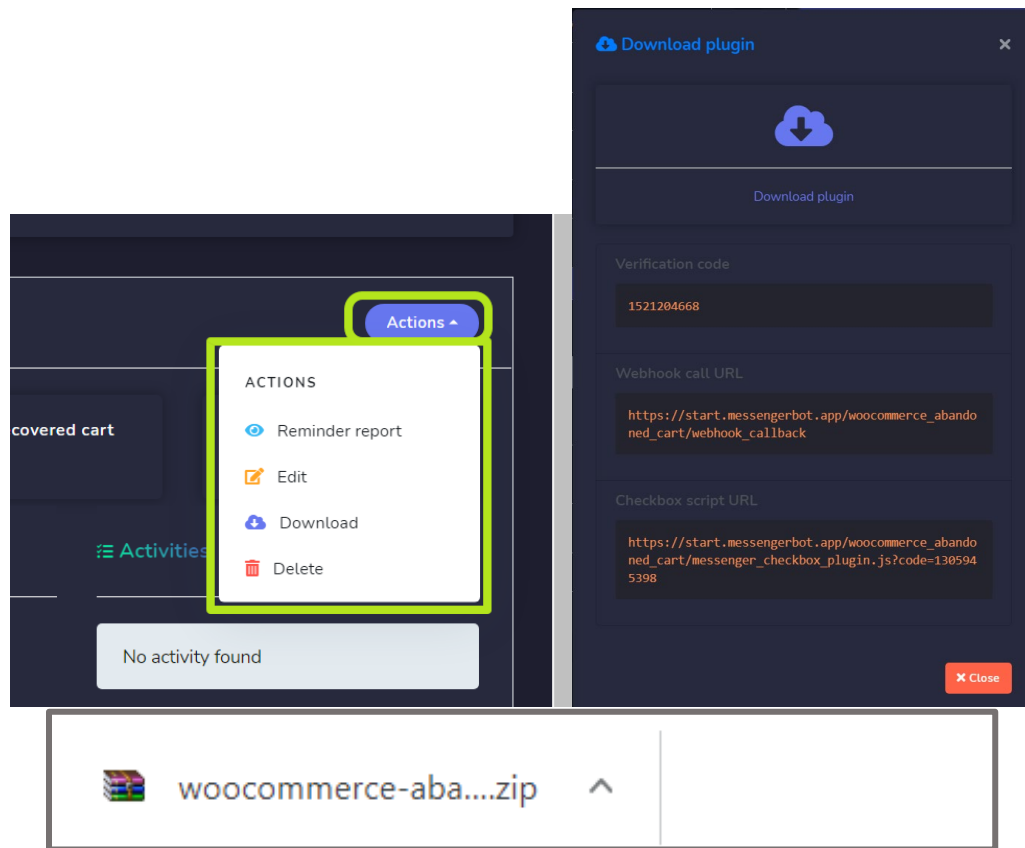 Download plugin
Download plugin
Verification code
1521204668
Webhook call URL
https://start.messengerbot.app/woocommerce_abando
ned_cart/webhook_callback
Checkbox script URL
https://start.messengerbot.app/woocommerce_abando
ned_cart/messenger_checkbox_plugin.js?code=130594
5398
Close
Actions
ACTIONS
Reminder report
Edit
Download
Delete
covered cart
Activities
No activity found
woocommerce-aba....zip